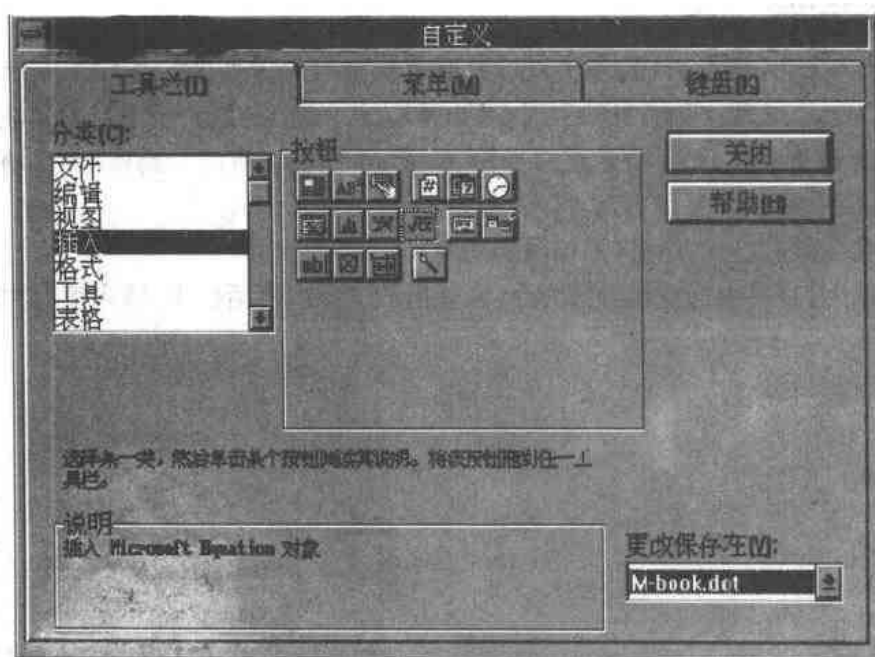 自定义
工具栏(T) 菜单(M) 键盘(K)
分类(C):
按钮
关闭
文件
编辑
帮助(H)
视图
插入
格式
工具
表格
选择某一类，然后单击某个按钮阅读其说明。将该按钮拖到任一工
具栏。
说明
插入 Microsoft Equation 对象
更改保存在(V):
M-book.dot